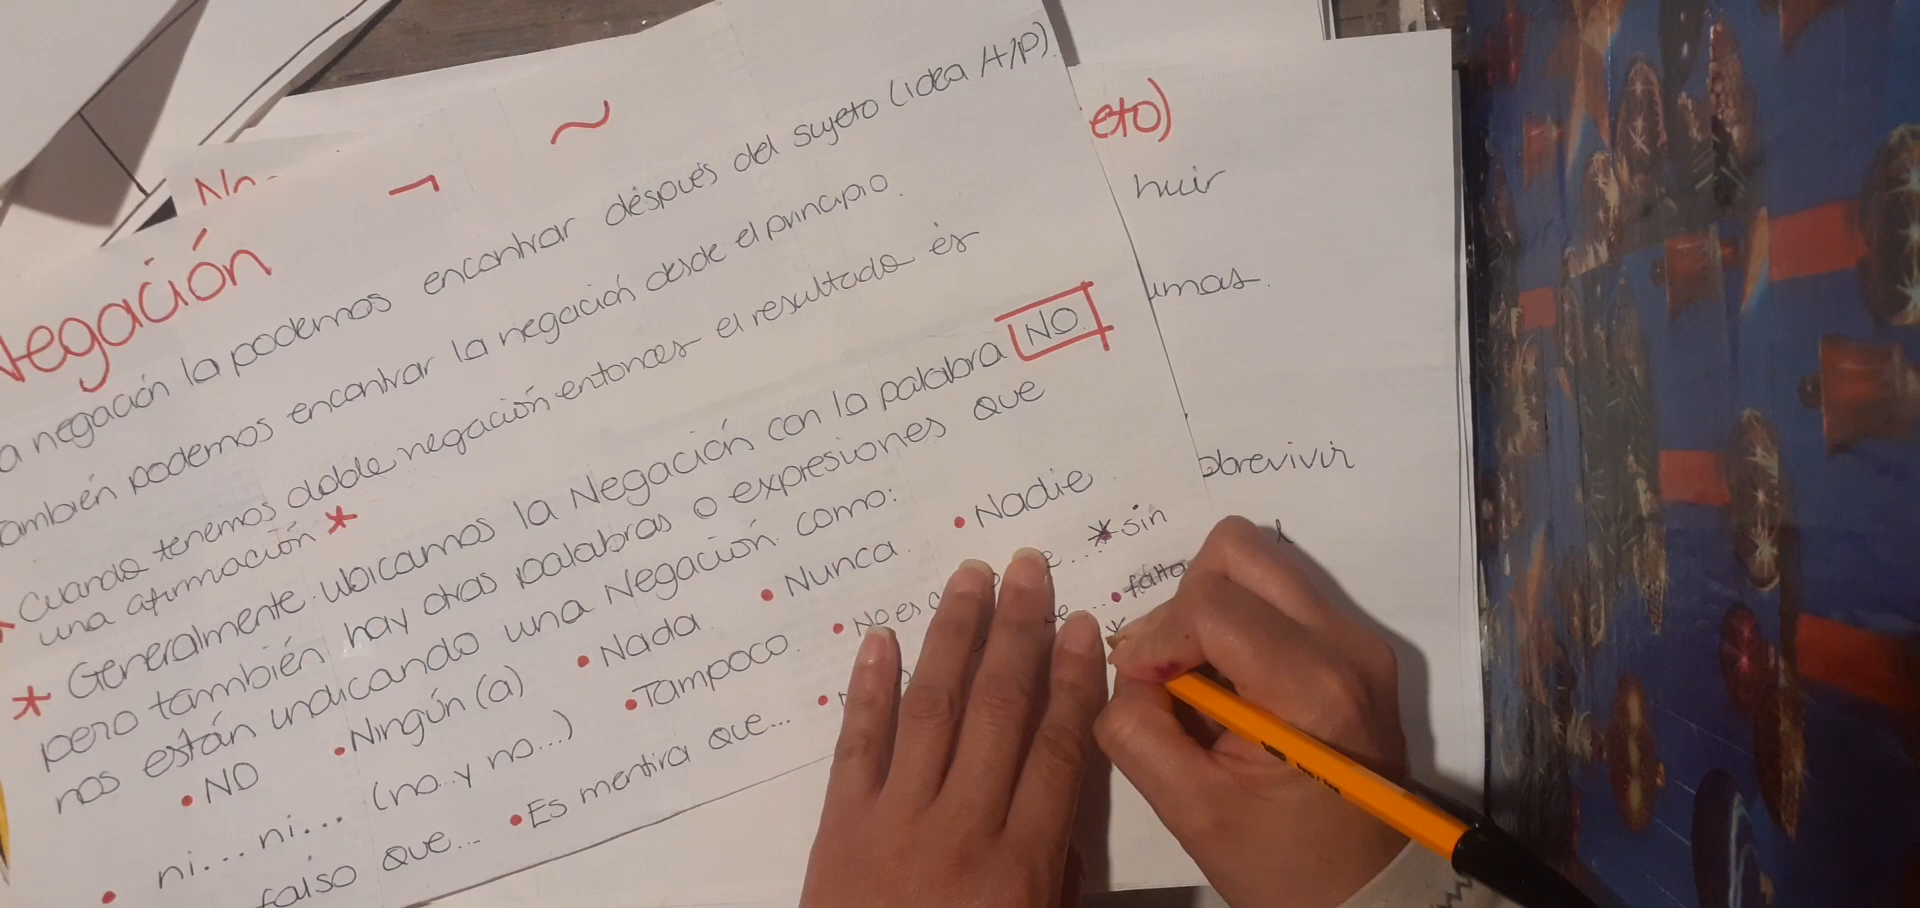 No
¬ ~
Negación
a negación la podemos encontrar después del sujeto (idea A/P).
ambién podemos encontrar la negación desde el principio.
Cuando tenemos doble negación entonces el resultado es
una afirmación *
* Generalmente ubicamos la Negación con la palabra NO.
pero también hay otras palabras o expresiones que
nos están indicando una Negación como:
• NO • Ningún (a) • Nada. • Nunca. • Nadie.
• ni... ni... (no..y no...) • Tampoco. • No es * sin
falso que... • Es mentira que... • falta
eto)
huir
umas.
obrevivir